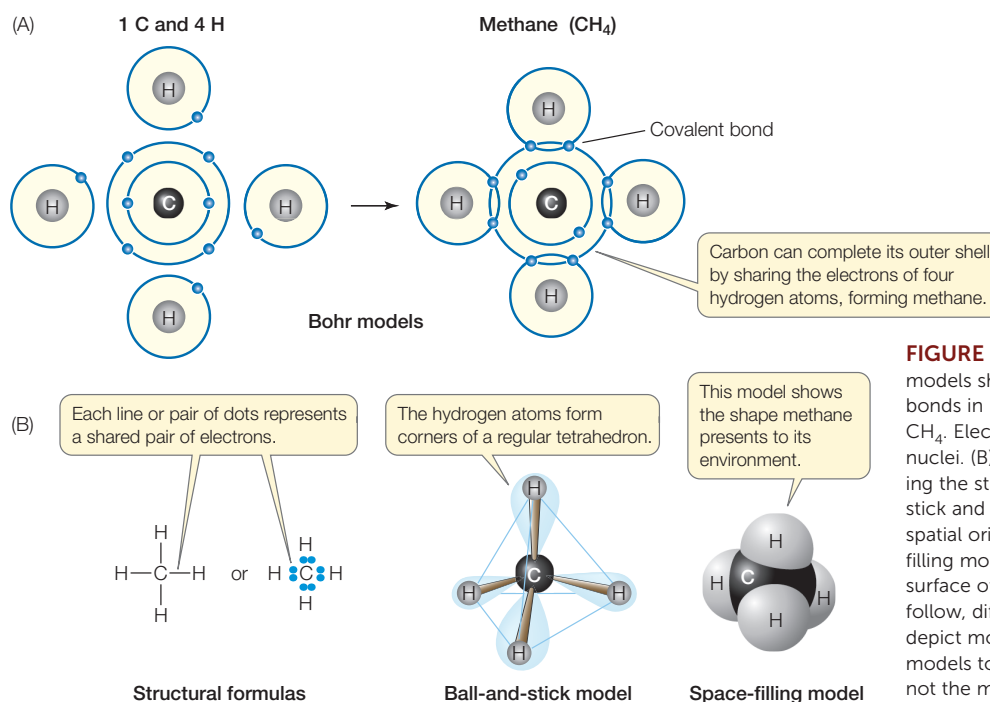 (A)
1 C and 4 H
Methane (CH₄)
H
H
C
H
H
H
H
C
H
H
Covalent bond
Carbon can complete its outer shell
by sharing the electrons of four
hydrogen atoms, forming methane.
Bohr models
(B)
Each line or pair of dots represents
a shared pair of electrons.
The hydrogen atoms form
corners of a regular tetrahedron.
This model shows
the shape methane
presents to its
environment.
H
H—C—H
H
or
H
H C H
H
H
C
H
H
H
H
C
H
H
H
Structural formulas
Ball-and-stick model
Space-filling model
FIGURE
models
bonds in
CH₄. Elec
nuclei. (B)
ing the st
stick and
spatial ori
filling mo
surface o
follow, di
depict mo
models to
not the m